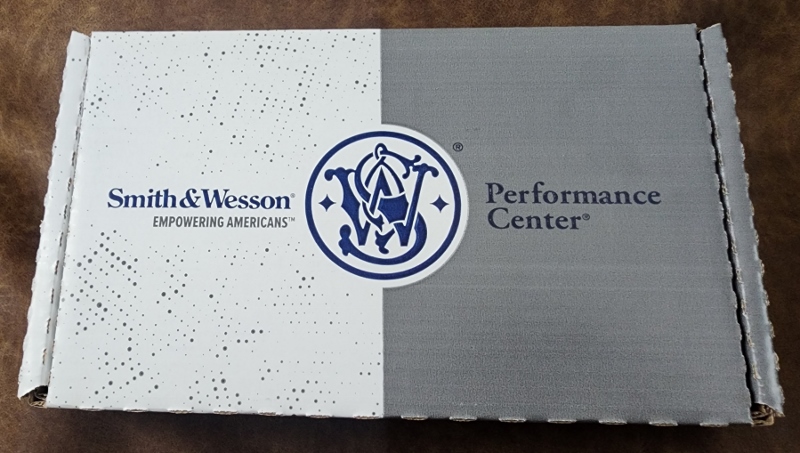 Smith & Wesson®
EMPOWERING AMERICANS™
®
Performance
Center®